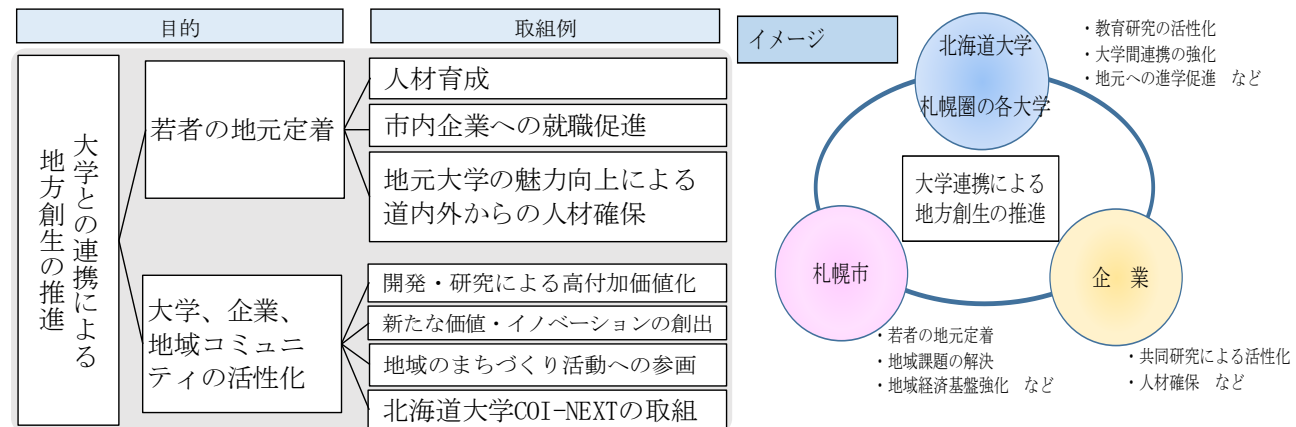 目的
取組例
大学との連携による
地方創生の推進
若者の地元定着
人材育成
市内企業への就職促進
地元大学の魅力向上による
道内外からの人材確保
大学、企業、
地域コミュニ
ティの活性化
開発・研究による高付加価値化
新たな価値・イノベーションの創出
地域のまちづくり活動への参画
北海道大学COI-NEXTの取組
イメージ
北海道大学
札幌圏の各大学
・教育研究の活性化
・大学間連携の強化
・地元への進学促進　など
大学連携による
地方創生の推進
札幌市
企　業
・若者の地元定着
・地域課題の解決
・地域経済基盤強化　など
・共同研究による活性化
・人材確保　など